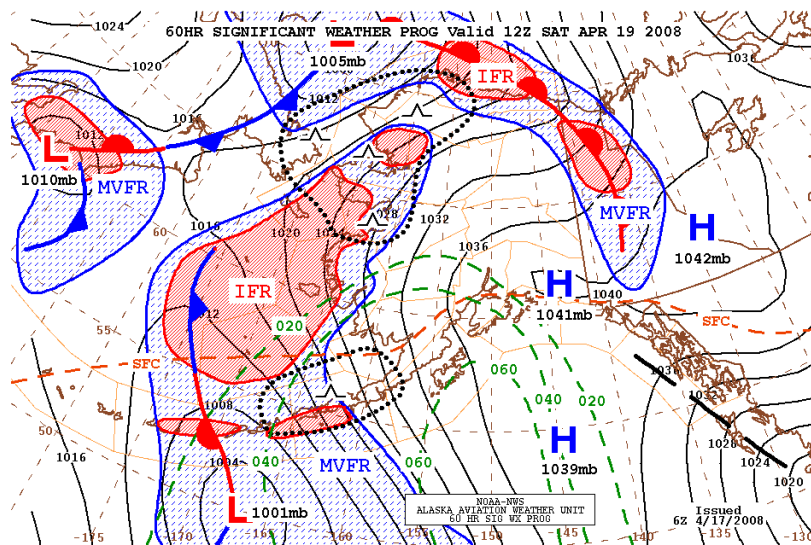 60HR SIGNIFICANT WEATHER PROG Valid 12Z SAT APR 19 2008
1024
1020
L
1005mb
1036
IFR
1012
1016
1012
L
1010mb
MVFR
MVFR
1032
1016
1020
028
H
1042mb
60
1036
IFR
H
1040
1041mb
020
012
55
SFC
SFC
1036
060
060
040
020
1032
1008
50
1028
H
1016
1004
040
MVFR
060
1039mb
1024
1020
L
1001mb
NOAA-NWS
ALASKA AVIATION WEATHER UNIT
60 HR SIG WX PROG
Issued
6Z 4/17/2008
-175
-170
-165
-160
-155
-150
-145
-140
-135
-130